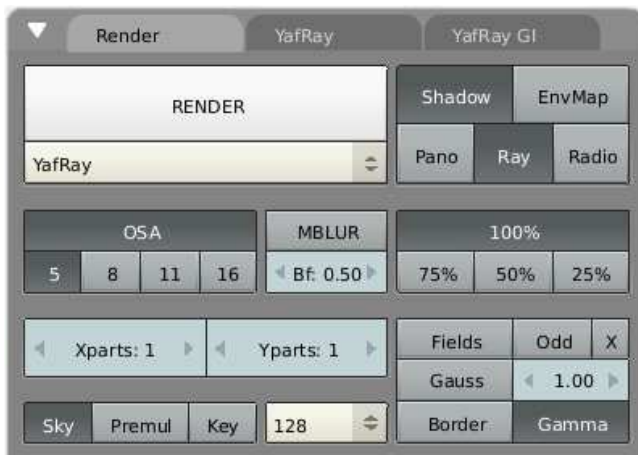 Render YafRay YafRay GI
RENDER
YafRay
Shadow EnvMap
Pano Ray Radio
OSA MBLUR 100%
5 8 11 16 Bf: 0.50 75% 50% 25%
Xparts: 1 Yparts: 1
Fields Odd X
Gauss 1.00
Sky Premul Key 128 Border Gamma